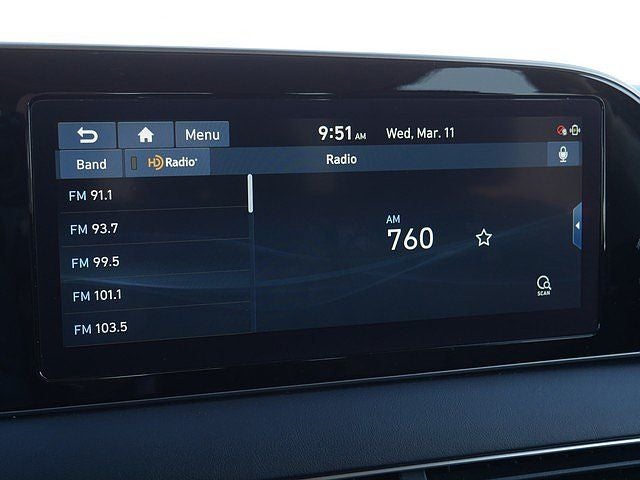 Menu 9:51 AM Wed, Mar. 11
Band HD Radio Radio
FM 91.1
FM 93.7
FM 99.5
FM 101.1
FM 103.5
AM
760
SCAN